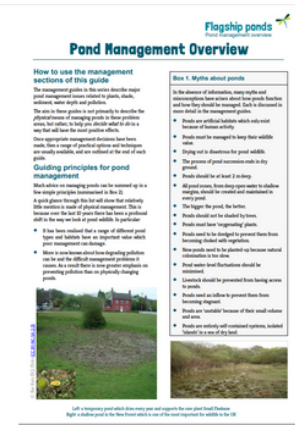 Flagship ponds
Pond management overview
Pond Management Overview
How to use the management
sections of this guide
The management guides in this series describe major
pond management issues related to plants, shade,
sediment, water depth and pollution.
The aim in these guides is not primarily to describe the
physical means of managing ponds in these problem
areas, but rather, to help you decide what to do in a
way that will have the most positive effects.
Once appropriate management decisions have been
made, then a range of practical options and techniques
are usually available, and are outlined at the end of each
guide.
Guiding principles for pond
management
Much advice on managing ponds can be summed up in a
few simple principles (summarised in Box 2).
A quick glance through this list will show that relatively
little mention is made of physical management. This is
because over the last 20 years there has been a profound
shift in the way we look at pond wildlife. In particular:
It has been realised that a range of different pond
types and habitats have an important value which
poor management can damage.
More is now known about how degrading pollution
can be and the difficult management problems it
causes. As a result there is now greater emphasis on
preventing pollution than on physically changing
ponds.
Box 1. Myths about ponds
In the absence of information, many myths and
misconceptions have arisen about how ponds function
and how they should be managed. Each is discussed in
more detail in the management guides.
Ponds are artificial habitats which only exist
because of human activity.
Ponds must be managed to keep their wildlife
value.
Drying out is disastrous for pond wildlife.
The process of pond succession ends in dry
ground.
Ponds should be at least 2 m deep.
All pond zones, from deep open water to shallow
margins, should be created and maintained in
every pond.
The bigger the pond, the better.
Ponds should not be shaded by trees.
Ponds must have 'oxygenating' plants.
Ponds need to be dredged to prevent them from
becoming choked with vegetation.
New ponds need to be planted up because natural
colonisation is too slow.
Pond water-level fluctuations should be
minimised.
Livestock should be prevented from having access
to ponds.
Ponds need an inflow to prevent them from
becoming stagnant.
Ponds are 'unstable' because of their small volume
and area.
Ponds are entirely self-contained systems, isolated
'islands' in a sea of dry land.
Left: a temporary pond which dries every year and supports the rare plant
Right: a shallow pond in the New Forest which is one of the most important for wildlife in the UK